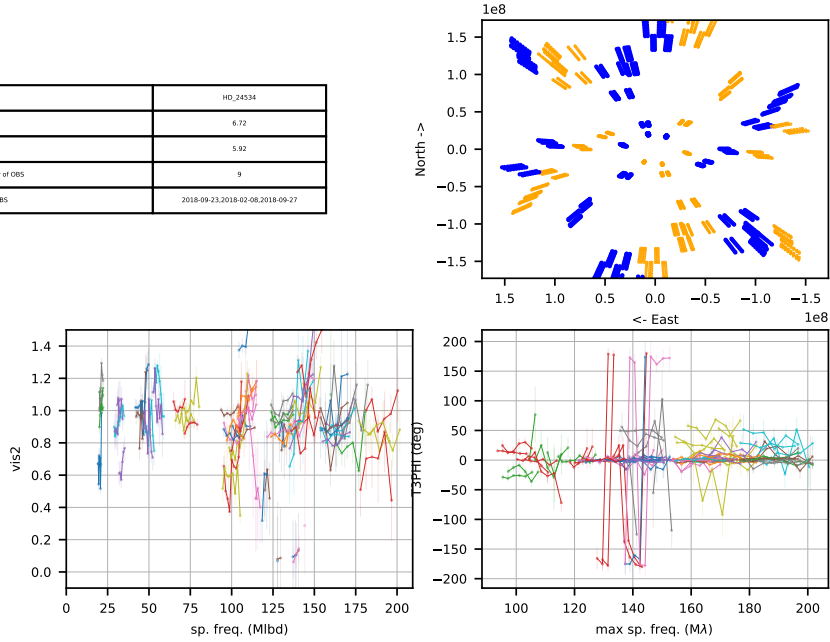 HD_24534
6.72
5.92
r of OBS 9
BS 2018-09-23,2018-02-08,2018-09-27
1e8
1.5
1.0
0.5
0.0
−0.5
−1.0
−1.5
North ->
1.5 1.0 0.5 0.0 −0.5 −1.0 −1.5
<- East
1e8
1.4
1.2
1.0
0.8
0.6
0.4
0.2
0.0
vis2
0 25 50 75 100 125 150 175 200
sp. freq. (Mlbd)
200
150
100
50
0
−50
−100
−150
−200
T3PHI (deg)
100 120 140 160 180 200
max sp. freq. (Mλ)